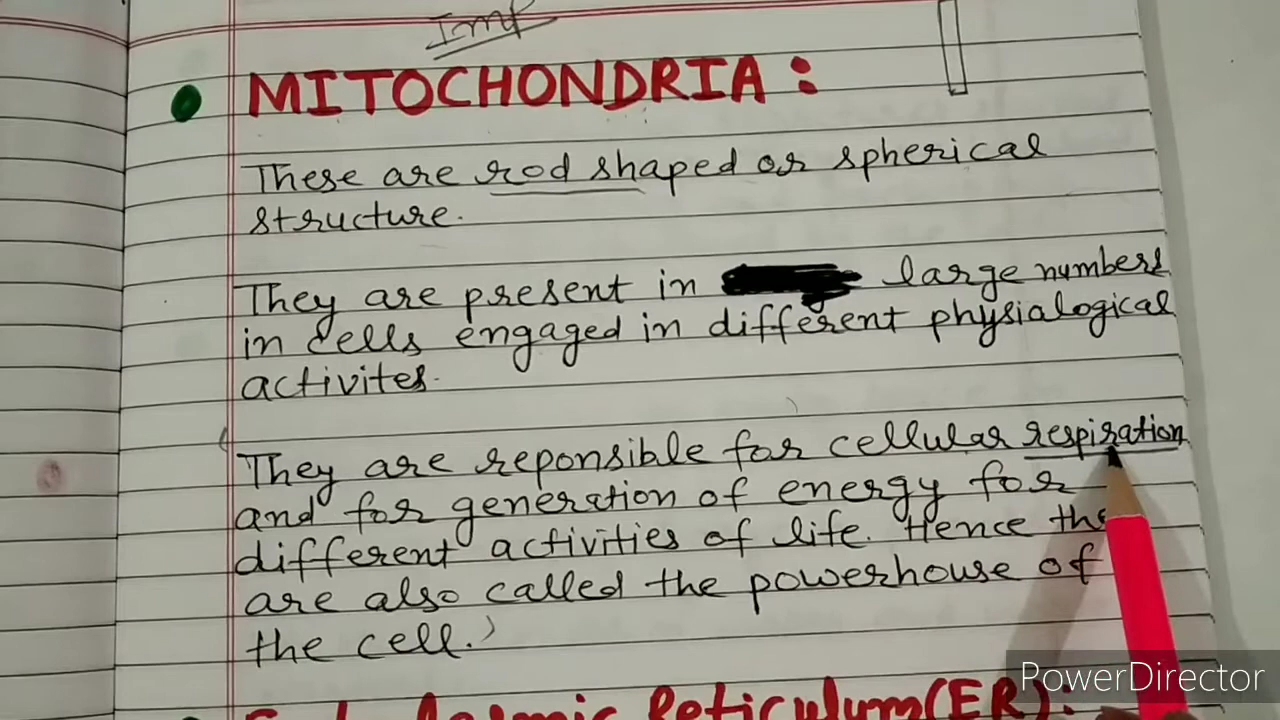 Imp
MITOCHONDRIA :
These are rod shaped or spherical
structure.
They are present in large numbers
in cells engaged in different physialogical
activites.
They are reponsible for cellular respiration
and for generation of energy for
different activities of life. Hence the
are also called the powerhouse of
the cell.)
Reticulum (ER):
PowerDirector